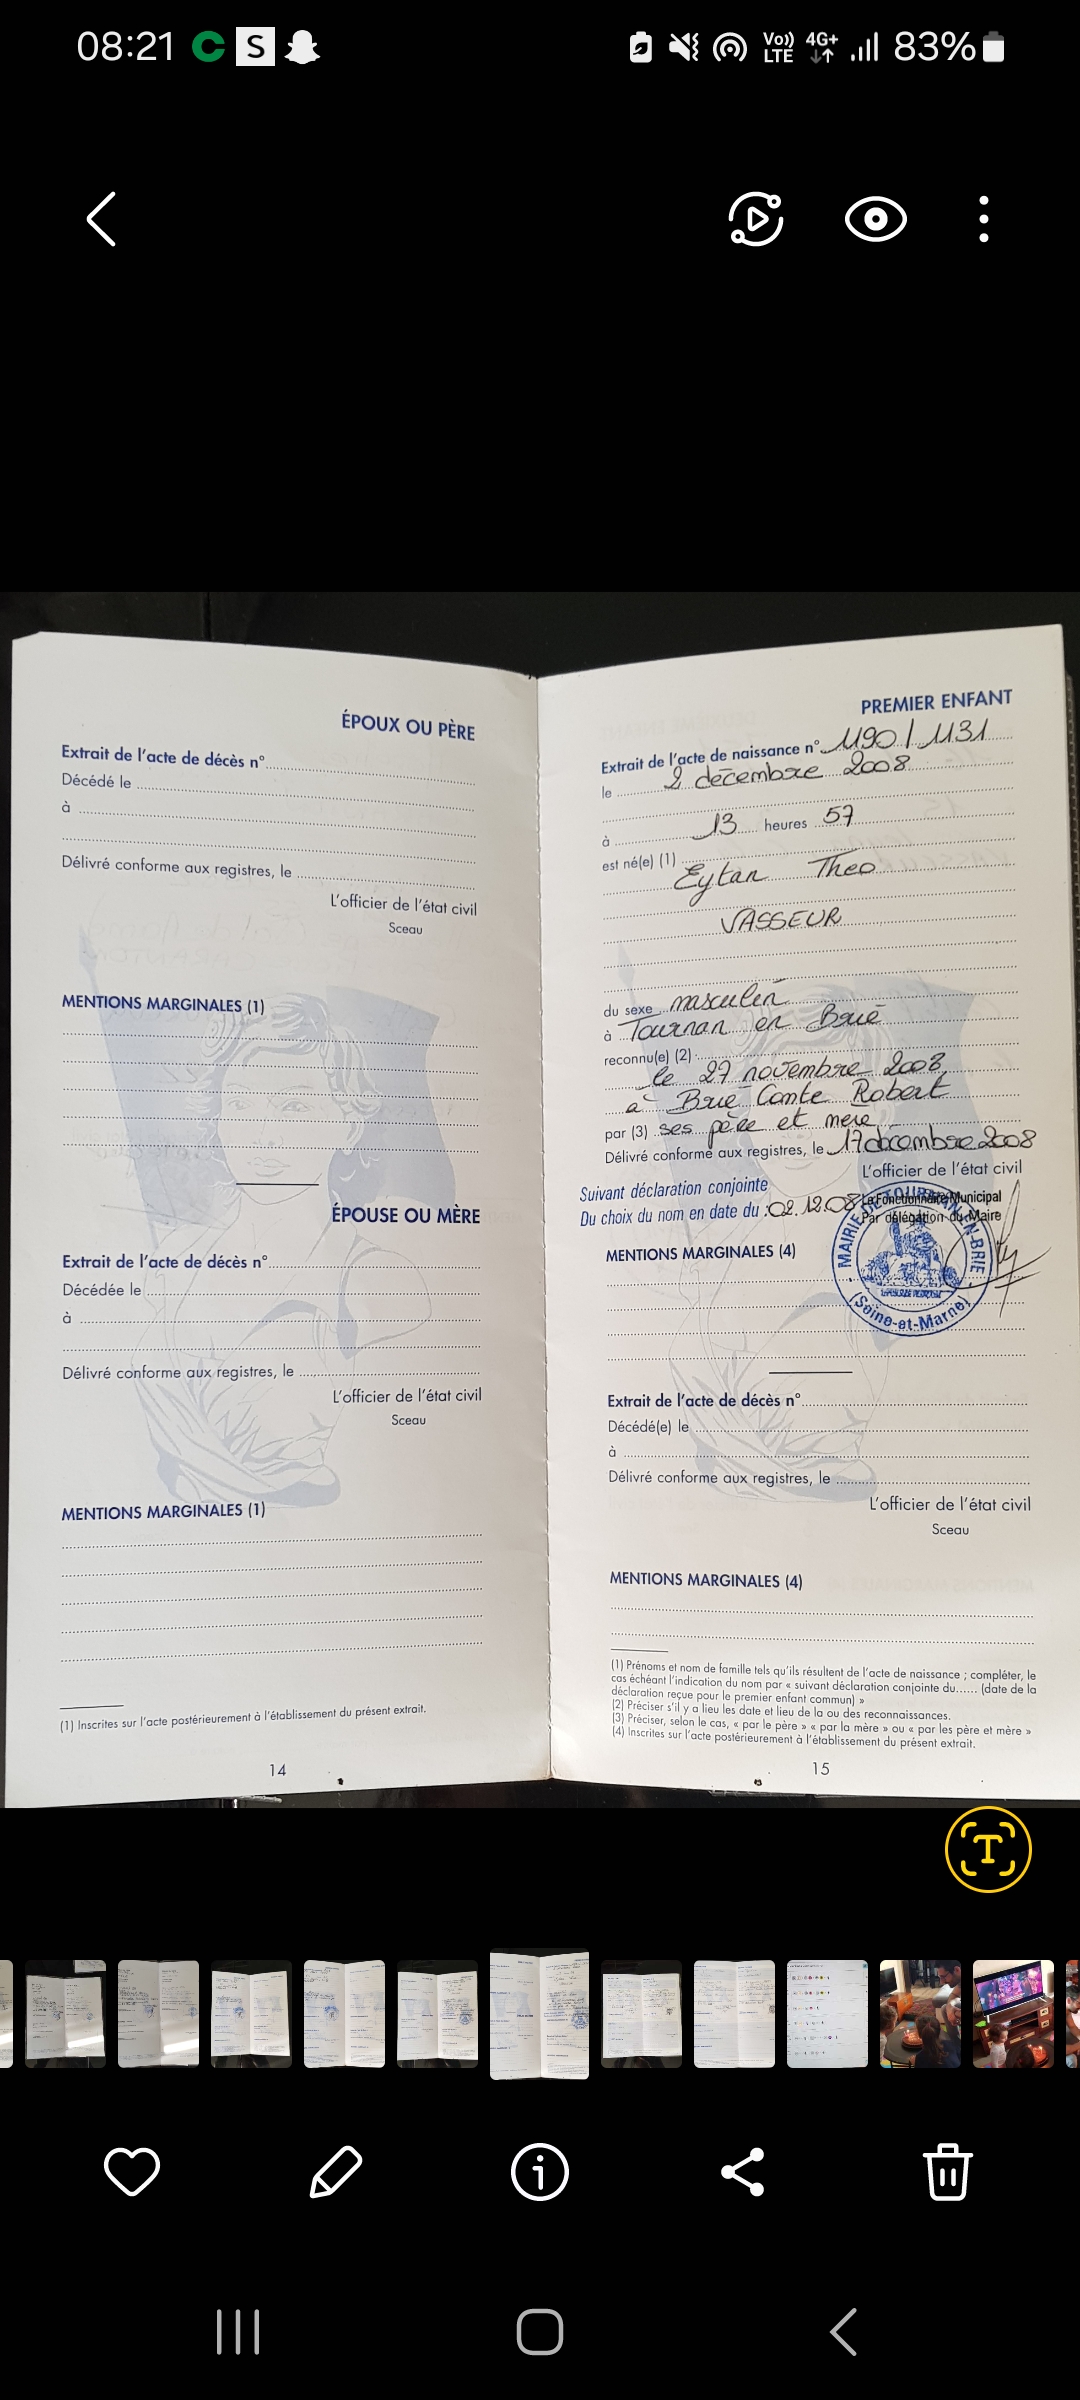 08:21 C S Vo)) LTE 4G+ 83%
ÉPOUX OU PÈRE
Extrait de l'acte de décès n°
Décédé le
à
Délivré conforme aux registres, le
L'officier de l'état civil
Sceau
MENTIONS MARGINALES (1)
ÉPOUSE OU MÈRE
Extrait de l'acte de décès n°
Décédée le
à
Délivré conforme aux registres, le
L'officier de l'état civil
Sceau
MENTIONS MARGINALES (1)
(1) Inscrites sur l'acte postérieurement à l'établissement du présent extrait.
14
PREMIER ENFANT
Extrait de l'acte de naissance n° 1190 / 1131
le 2 décembre 2008
à 13 heures 57
est né(e) (1)
Eytan Theo
VASSEUR
du sexe masculin
à Tournan en Brie
reconnu(e) (2)
le 27 novembre 2008
à Brie Comte Robert
par (3) ses père et mère
Délivré conforme aux registres, le 17 décembre 2008
L'officier de l'état civil
Suivant déclaration conjointe
Du choix du nom en date du : 02.12.08
Le Fonctionnaire Municipal
Par délégation du Maire
MAIRIE DE TOURNAN-EN-BRIE
(Seine-et-Marne)
MENTIONS MARGINALES (4)
Extrait de l'acte de décès n°
Décédé(e) le
à
Délivré conforme aux registres, le
L'officier de l'état civil
Sceau
MENTIONS MARGINALES (4)
(1) Prénoms et nom de famille tels qu'ils résultent de l'acte de naissance ; compléter, le
cas échéant l'indication du nom par « suivant déclaration conjointe du...... (date de la
déclaration reçue pour le premier enfant commun) »
(2) Préciser s'il y a lieu les date et lieu de la ou des reconnaissances.
(3) Préciser, selon le cas, « par le père » « par la mère » ou « par les père et mère »
(4) Inscrites sur l'acte postérieurement à l'établissement du présent extrait.
15
T